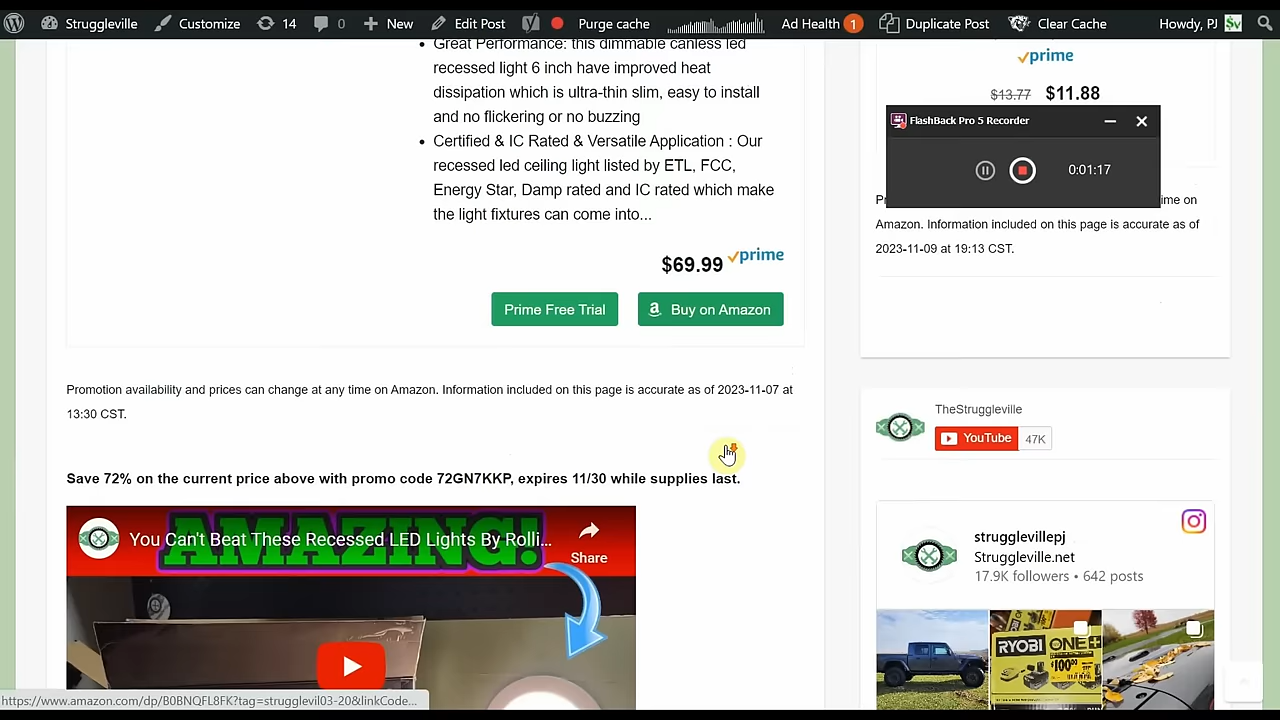 Struggleville Customize 14 0 New Edit Post Purge cache Ad Health 1 Duplicate Post Clear Cache Howdy, PJ
Great Performance: this dimmable canless led
recessed light 6 inch have improved heat
dissipation which is ultra-thin slim, easy to install
and no flickering or no buzzing
Certified & IC Rated & Versatile Application : Our
recessed led ceiling light listed by ETL, FCC,
Energy Star, Damp rated and IC rated which make
the light fixtures can come into...
$69.99 prime
Prime Free Trial
Buy on Amazon
Promotion availability and prices can change at any time on Amazon. Information included on this page is accurate as of 2023-11-07 at
13:30 CST.
Save 72% on the current price above with promo code 72GN7KKP, expires 11/30 while supplies last.
AMAZING!
You Can't Beat These Recessed LED Lights By Rolli...
Share
https://www.amazon.com/dp/B0BNQFL8FK?tag=strugglevil03-20&linkCode...
prime
$13.77 $11.88
FlashBack Pro 5 Recorder
0:01:17
Pr
ime on
Amazon. Information included on this page is accurate as of
2023-11-09 at 19:13 CST.
TheStruggleville
YouTube 47K
strugglevillepj
Struggleville.net
17.9K followers • 642 posts
RYOBI ONE+
$100.00